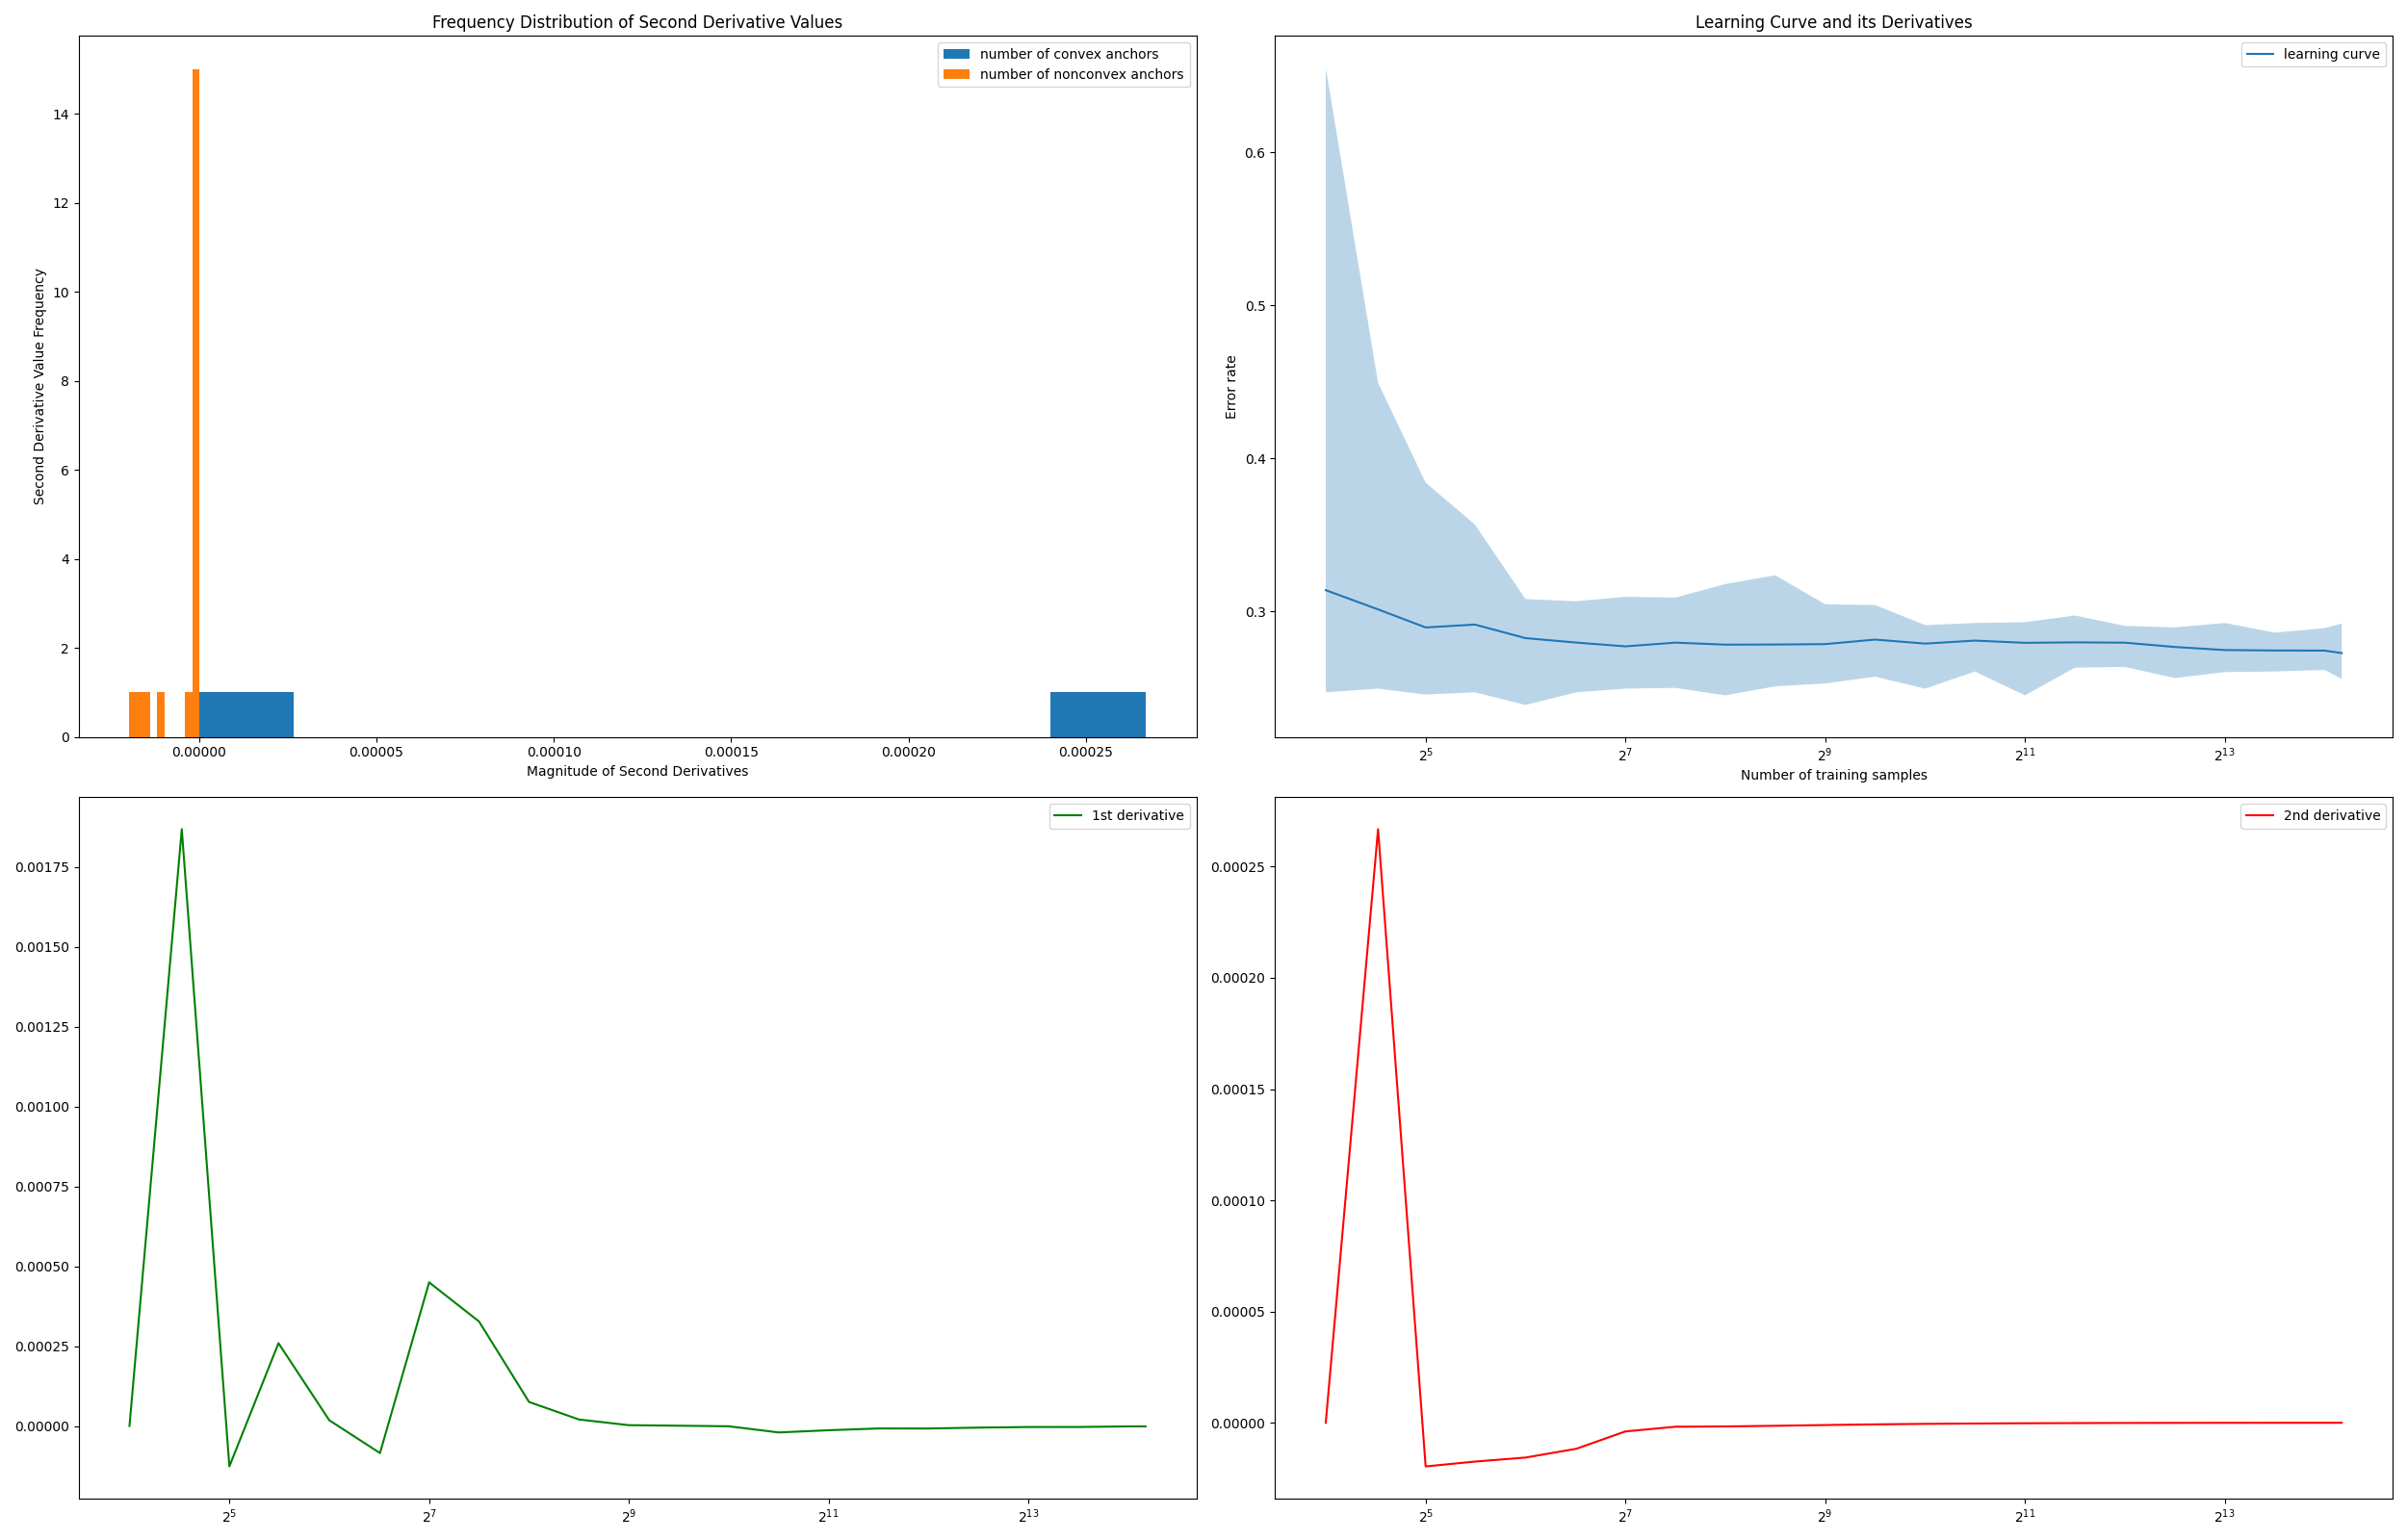 Frequency Distribution of Second Derivative Values
number of convex anchors
number of nonconvex anchors
Second Derivative Value Frequency
14
12
10
8
6
4
2
0
0.00000 0.00005 0.00010 0.00015 0.00020 0.00025
Magnitude of Second Derivatives
Learning Curve and its Derivatives
learning curve
Error rate
0.6
0.5
0.4
0.3
2⁵ 2⁷ 2⁹ 2¹¹ 2¹³
Number of training samples
1st derivative
0.00175
0.00150
0.00125
0.00100
0.00075
0.00050
0.00025
0.00000
2⁵ 2⁷ 2⁹ 2¹¹ 2¹³
2nd derivative
0.00025
0.00020
0.00015
0.00010
0.00005
0.00000
2⁵ 2⁷ 2⁹ 2¹¹ 2¹³